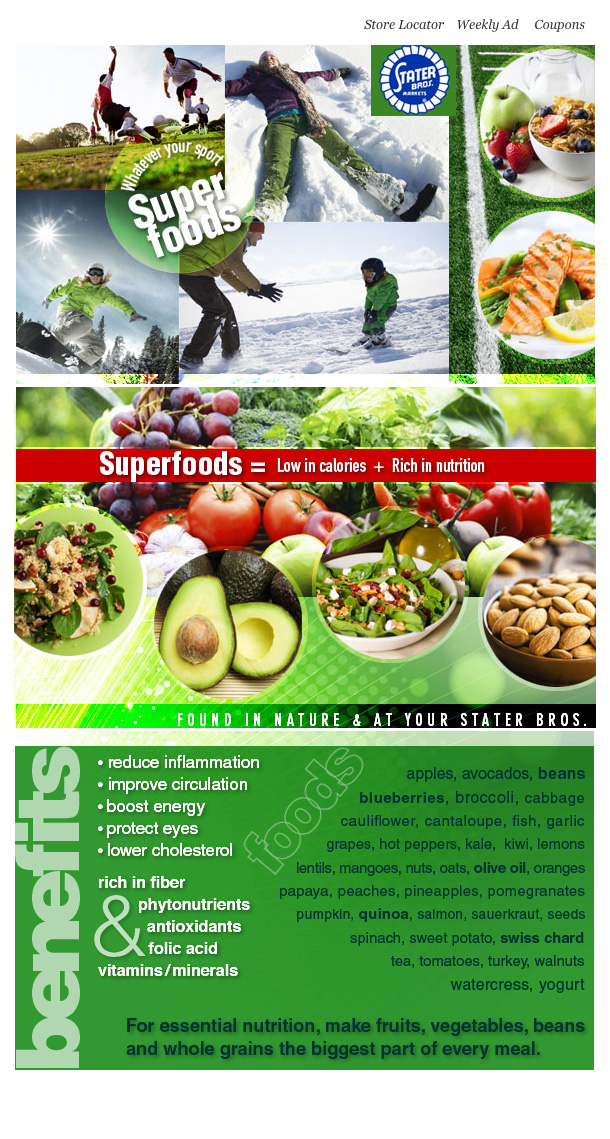 Store Locator Weekly Ad Coupons
STATER
BROS.
MARKETS
Whatever your sport
Super
foods
Superfoods = Low in calories + Rich in nutrition
FOUND IN NATURE & AT YOUR STATER BROS.
benefits
• reduce inflammation
• improve circulation
• boost energy
• protect eyes
• lower cholesterol
rich in fiber
phytonutrients
& antioxidants
folic acid
vitamins/minerals
foods
apples, avocados, beans
blueberries, broccoli, cabbage
cauliflower, cantaloupe, fish, garlic
grapes, hot peppers, kale, kiwi, lemons
lentils, mangoes, nuts, oats, olive oil, oranges
papaya, peaches, pineapples, pomegranates
pumpkin, quinoa, salmon, sauerkraut, seeds
spinach, sweet potato, swiss chard
tea, tomatoes, turkey, walnuts
watercress, yogurt
For essential nutrition, make fruits, vegetables, beans
and whole grains the biggest part of every meal.